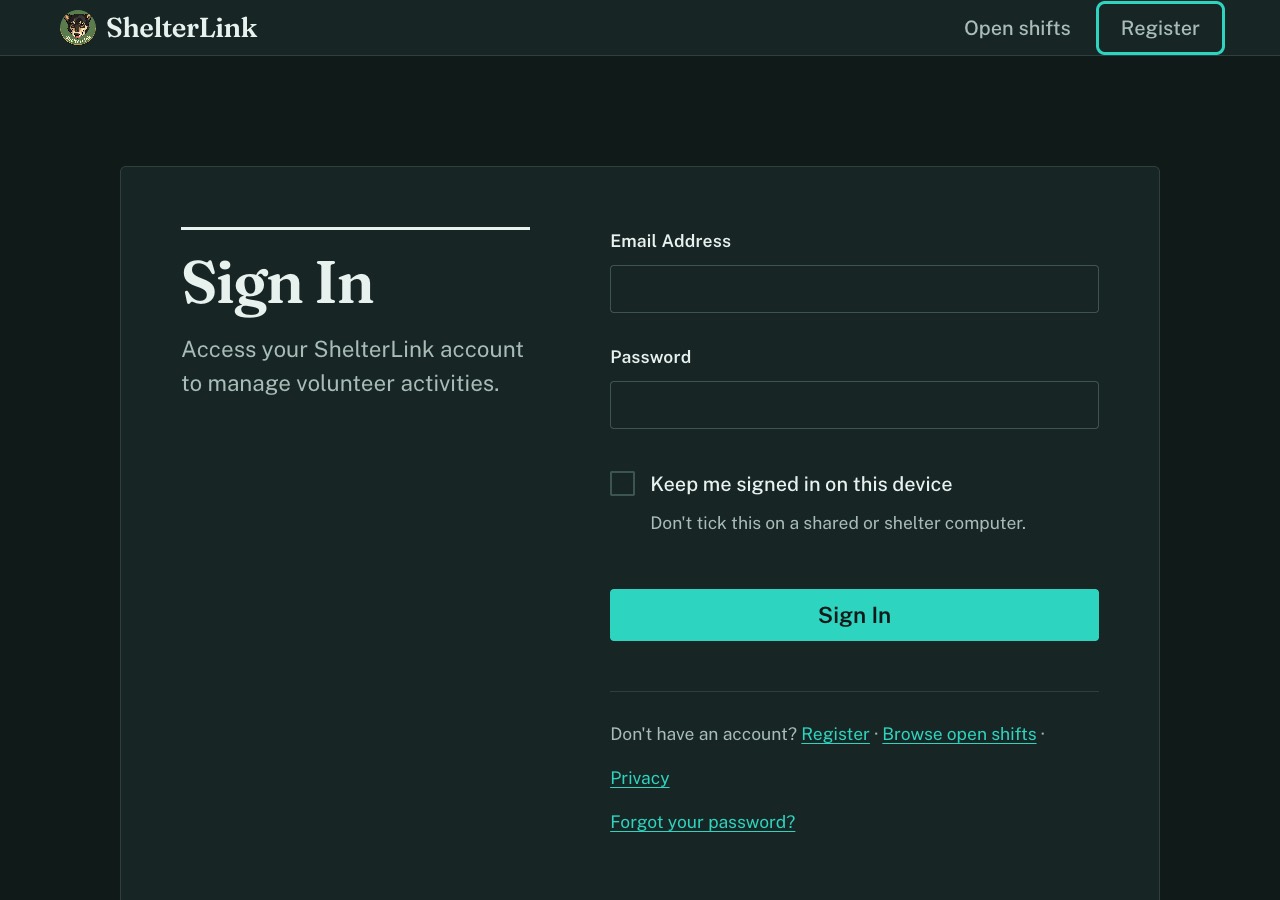 ShelterLink
Open shifts
Register
Sign In
Access your ShelterLink account
to manage volunteer activities.
Email Address
Password
Keep me signed in on this device
Don't tick this on a shared or shelter computer.
Sign In
Don't have an account? Register · Browse open shifts ·
Privacy
Forgot your password?